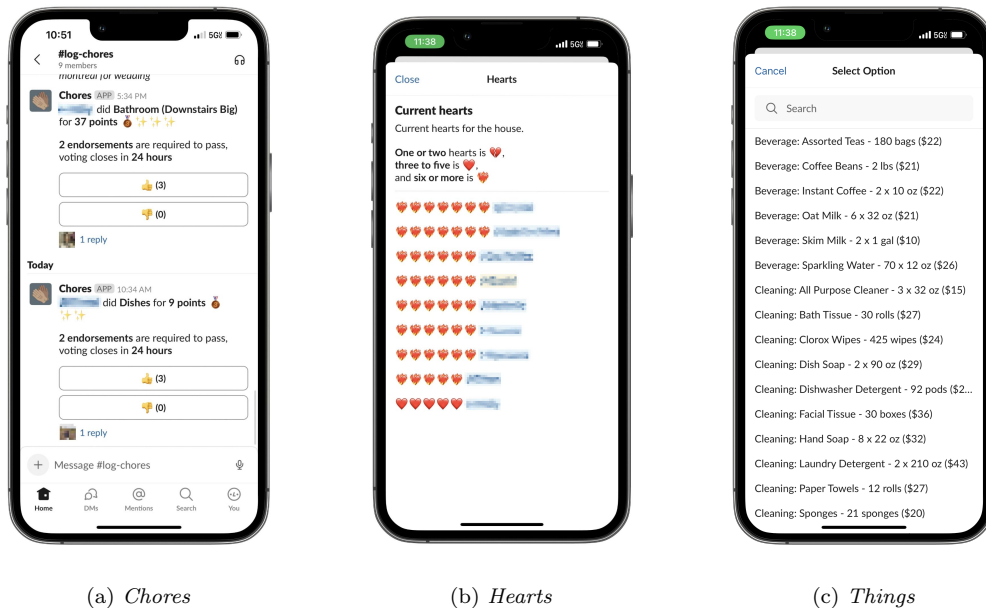 10:51
5G
#log-chores
9 members
montreal for wedding
Chores APP 5:34 PM
did Bathroom (Downstairs Big)
for 37 points
2 endorsements are required to pass,
voting closes in 24 hours
(3)
(0)
1 reply
Today
Chores APP 10:34 AM
did Dishes for 9 points
2 endorsements are required to pass,
voting closes in 24 hours
(3)
(0)
1 reply
Message #log-chores
Home DMs Mentions Search You
(a) Chores
11:38
5G
Close Hearts
Current hearts
Current hearts for the house.
One or two hearts is 💔,
three to five is ❤️,
and six or more is ❤️‍🔥
(b) Hearts
11:38
5G
Cancel Select Option
Search
Beverage: Assorted Teas - 180 bags ($22)
Beverage: Coffee Beans - 2 lbs ($21)
Beverage: Instant Coffee - 2 x 10 oz ($22)
Beverage: Oat Milk - 6 x 32 oz ($21)
Beverage: Skim Milk - 2 x 1 gal ($10)
Beverage: Sparkling Water - 70 x 12 oz ($26)
Cleaning: All Purpose Cleaner - 3 x 32 oz ($15)
Cleaning: Bath Tissue - 30 rolls ($27)
Cleaning: Clorox Wipes - 425 wipes ($24)
Cleaning: Dish Soap - 2 x 90 oz ($29)
Cleaning: Dishwasher Detergent - 92 pods ($2...
Cleaning: Facial Tissue - 30 boxes ($36)
Cleaning: Hand Soap - 8 x 22 oz ($32)
Cleaning: Laundry Detergent - 2 x 210 oz ($43)
Cleaning: Paper Towels - 12 rolls ($27)
Cleaning: Sponges - 21 sponges ($20)
(c) Things